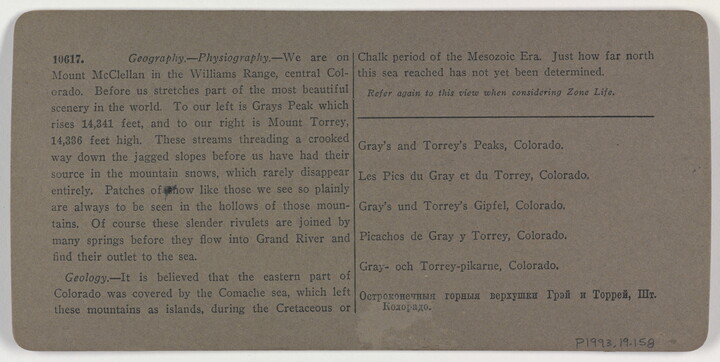 10617. Geography.—Physiography.—We are on
Mount McClellan in the Williams Range, central Col-
orado. Before us stretches part of the most beautiful
scenery in the world. To our left is Grays Peak which
rises 14,341 feet, and to our right is Mount Torrey,
14,336 feet high. These streams threading a crooked
way down the jagged slopes before us have had their
source in the mountain snows, which rarely disappear
entirely. Patches of snow like those we see so plainly
are always to be seen in the hollows of those moun-
tains. Of course these slender rivulets are joined by
many springs before they flow into Grand River and
find their outlet to the sea.
Geology.—It is believed that the eastern part of
Colorado was covered by the Comache sea, which left
these mountains as islands, during the Cretaceous or
Chalk period of the Mesozoic Era. Just how far north
this sea reached has not yet been determined.
Refer again to this view when considering Zone Life.
Gray's and Torrey's Peaks, Colorado.
Les Pics du Gray et du Torrey, Colorado.
Gray's und Torrey's Gipfel, Colorado.
Picachos de Gray y Torrey, Colorado.
Gray- och Torrey-pikarne, Colorado.
Остроконечныя горныя верхушки Грэй и Торрей, Шт.
Колорадо.
P1993.19.158